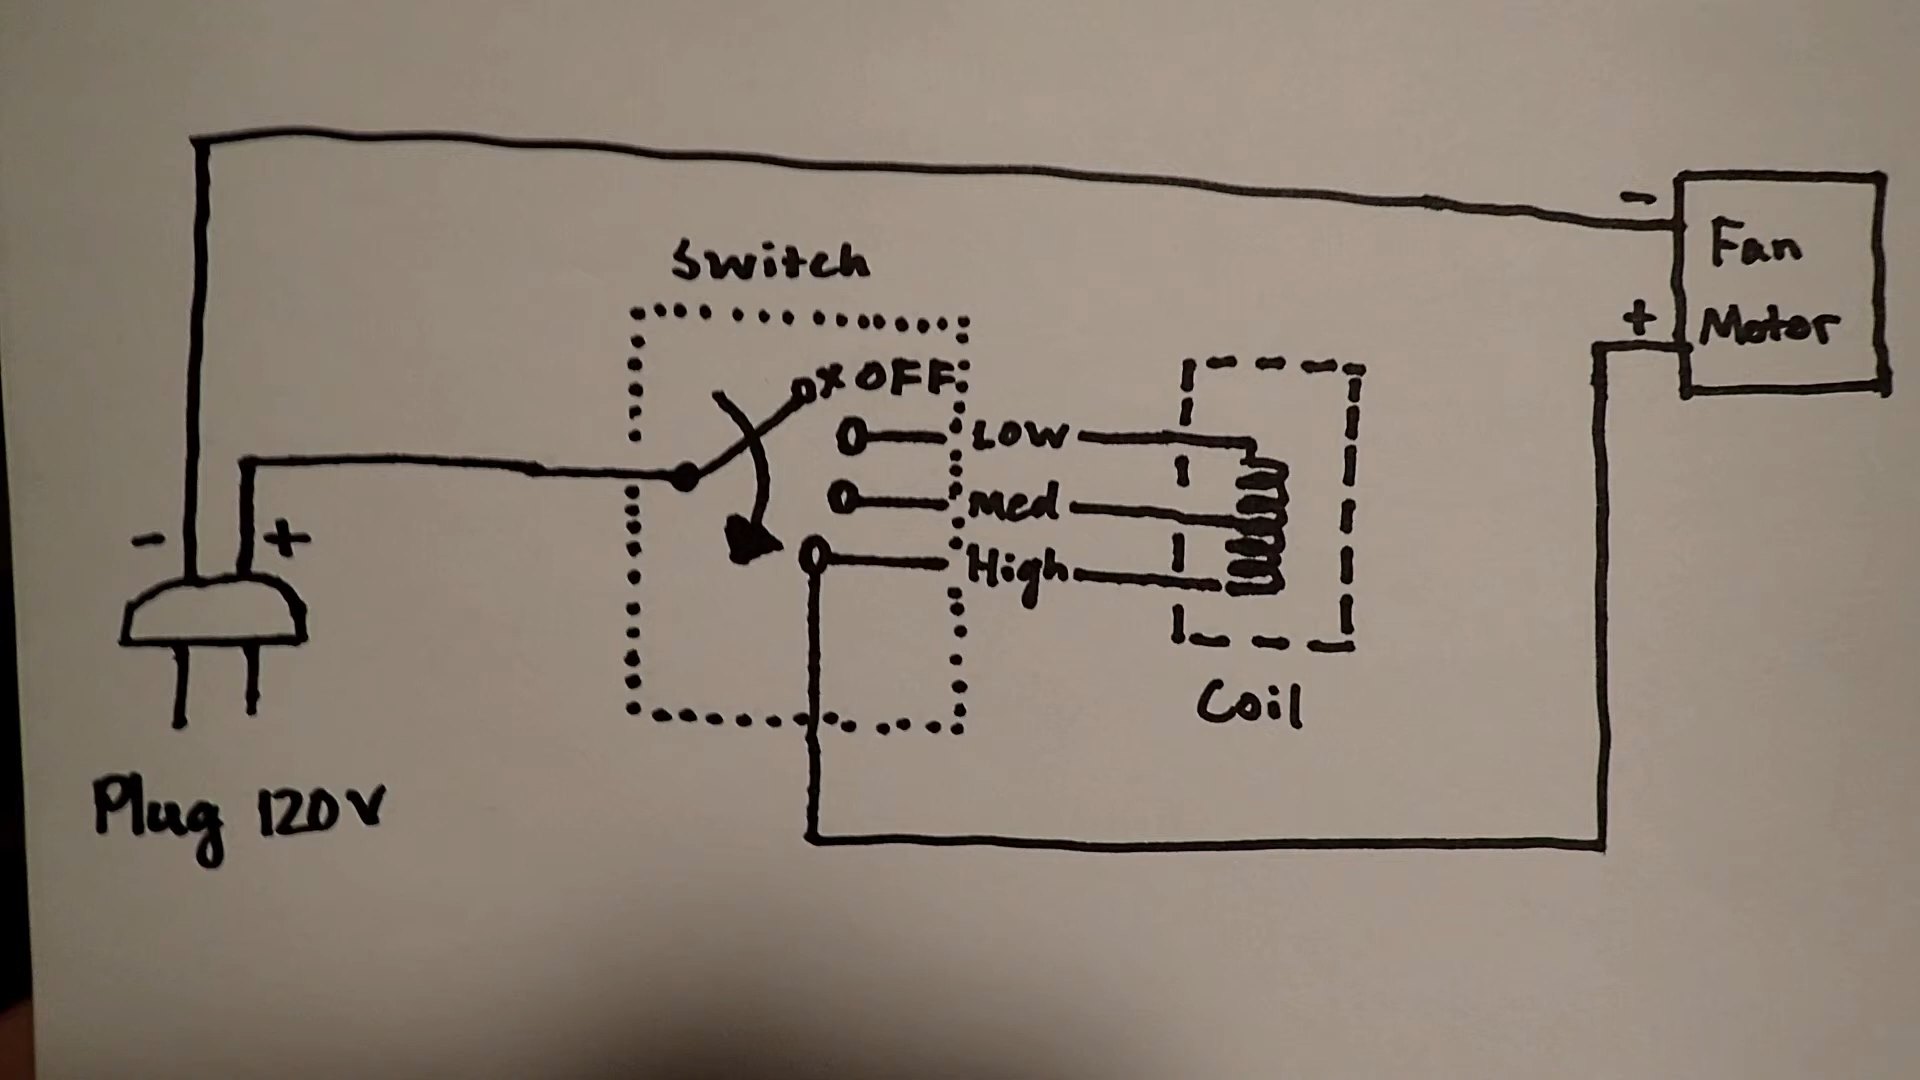 Switch
- Fan
+ Motor
X OFF
Low
med
High
- +
Coil
Plug 120V